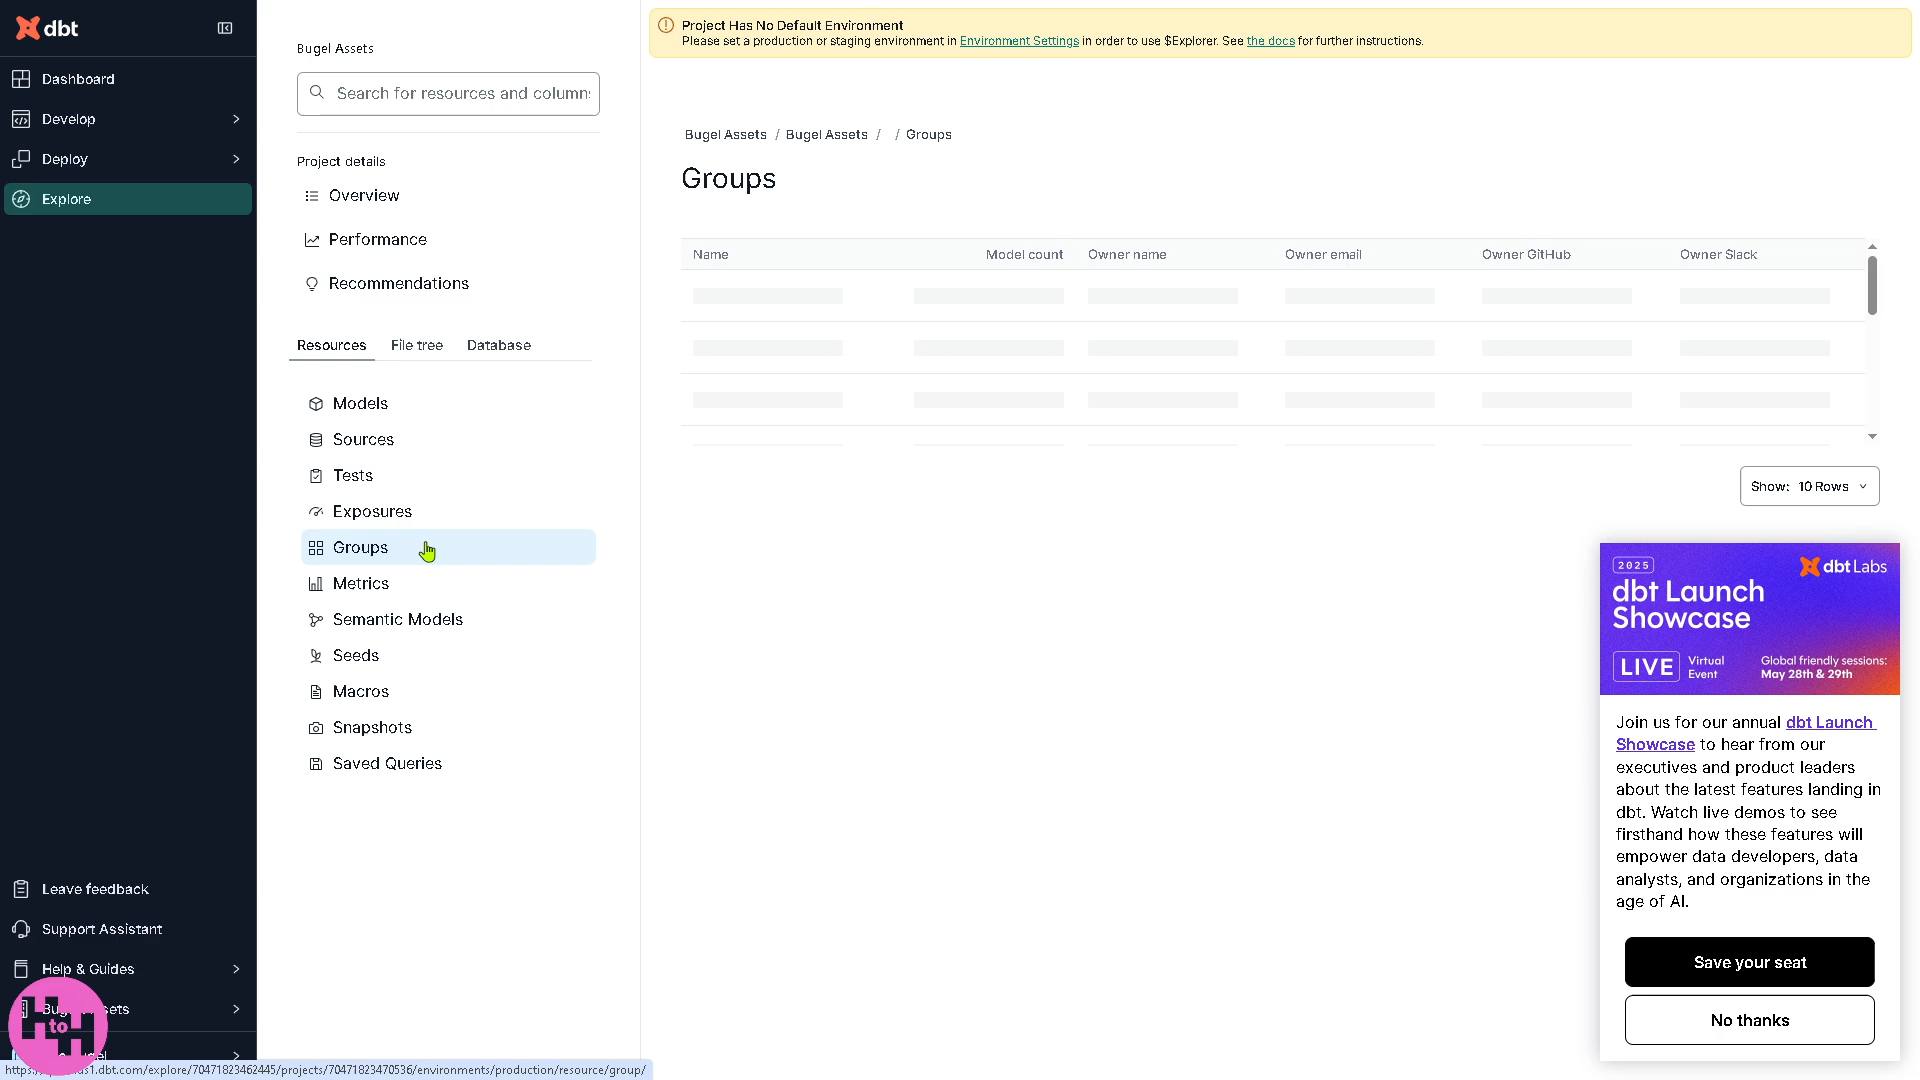 dbt
Dashboard
Develop
Deploy
Explore
Leave feedback
Support Assistant
Help & Guides
Bugel Assets
Search for resources and column
Project details
Overview
Performance
Recommendations
Resources
File tree
Database
Models
Sources
Tests
Exposures
Groups
Metrics
Semantic Models
Seeds
Macros
Snapshots
Saved Queries
Project Has No Default Environment
Please set a production or staging environment in Environment Settings in order to use $Explorer. See the docs for further instructions.
Bugel Assets / Bugel Assets / / Groups
Groups
Name Model count Owner name Owner email Owner GitHub Owner Slack
Show: 10 Rows
2025
dbt Labs
dbt Launch
Showcase
LIVE
Virtual
Event
Global friendly sessions:
May 28th & 29th
Join us for our annual dbt Launch
Showcase to hear from our
executives and product leaders
about the latest features landing in
dbt. Watch live demos to see
firsthand how these features will
empower data developers, data
analysts, and organizations in the
age of AI.
Save your seat
No thanks
H to H
s1.dbt.com/explore/70471823462445/projects/70471823470536/environments/production/resource/group/